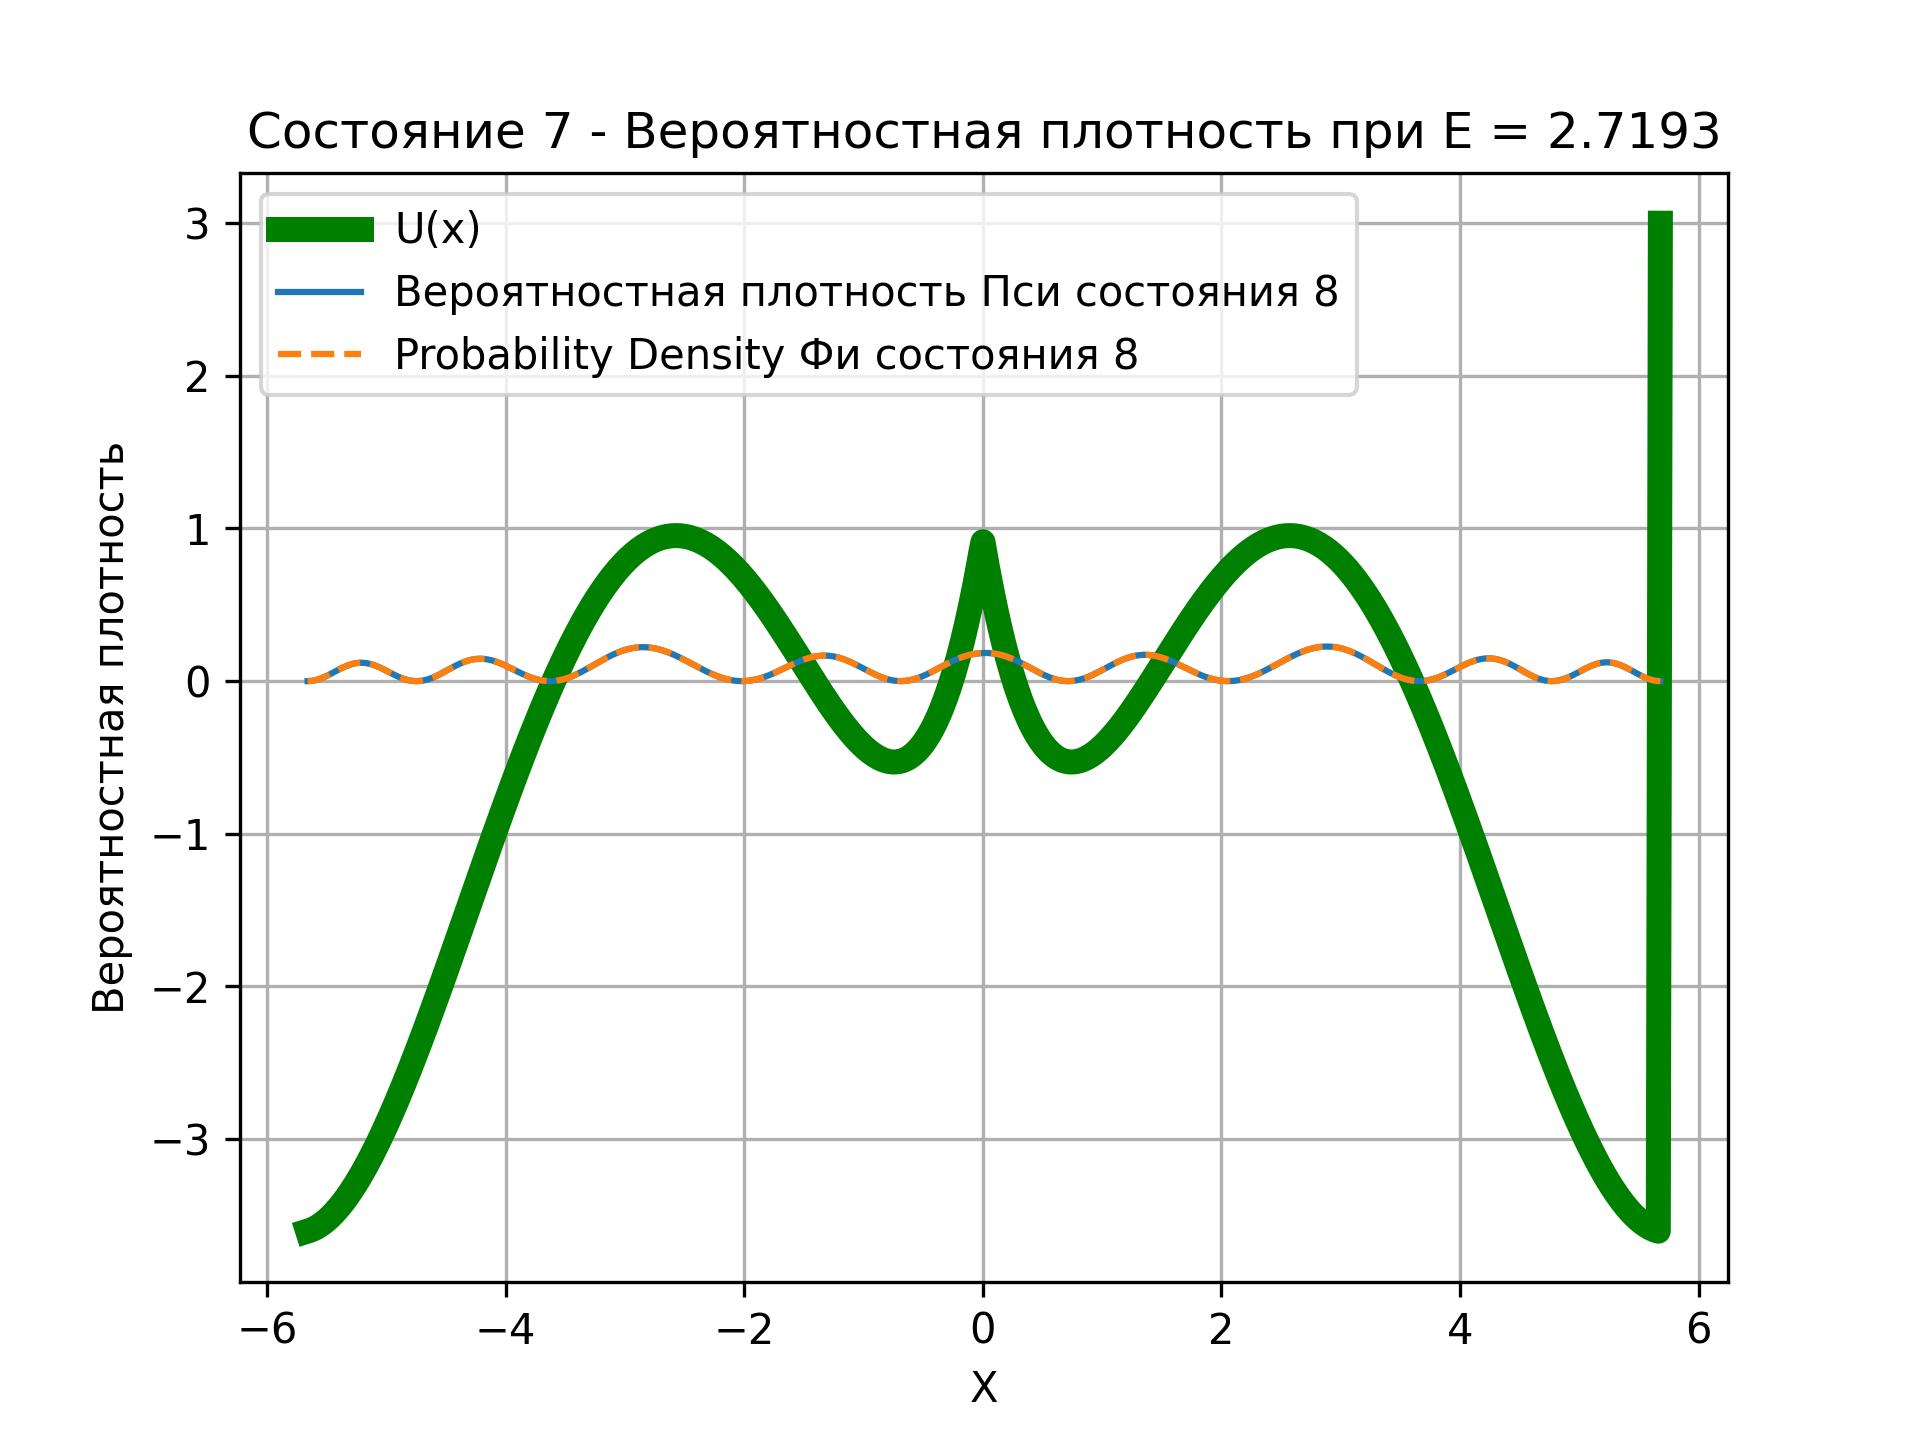 Состояние 7 - Вероятностная плотность при E = 2.7193
U(x)
Вероятностная плотность Пси состояния 8
Probability Density Фи состояния 8
Вероятностная плотность
3
2
1
0
−1
−2
−3
−6 −4 −2 0 2 4 6
X